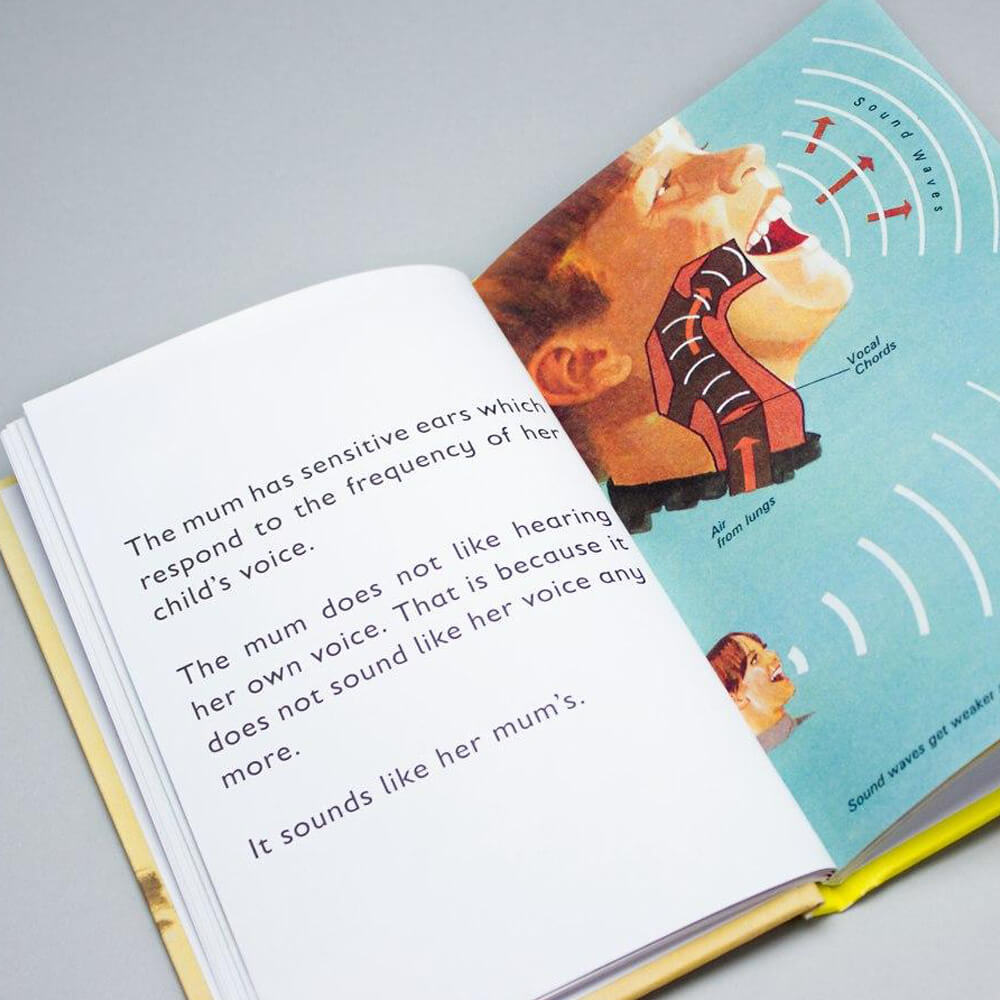 The mum has sensitive ears which
respond to the frequency of her
child's voice.
The mum does not like hearing
her own voice. That is because it
does not sound like her voice any
more.
It sounds like her mum's.
Sound Waves
Vocal
Chords
Air
from lungs
Sound waves get weaker